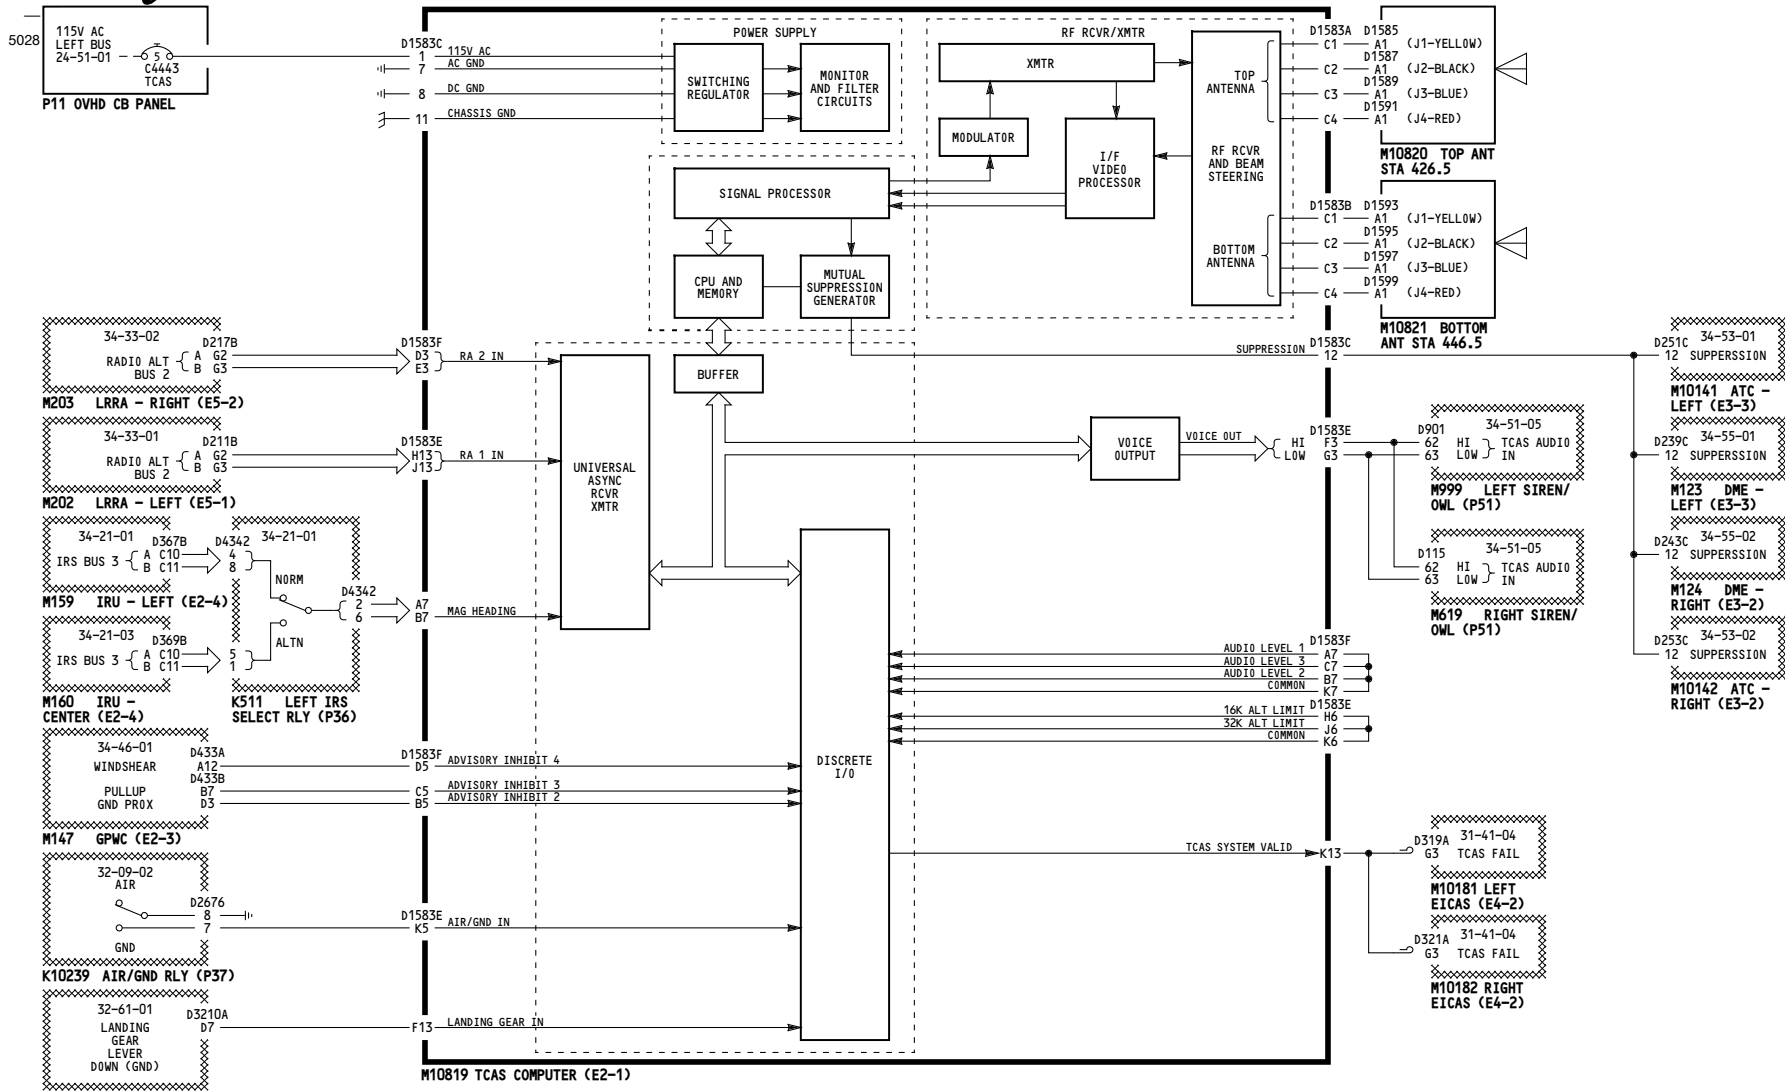 5028
115V AC
LEFT BUS
24-51-01
5
C4443
TCAS
P11 OVHD CB PANEL
D1583C
1
115V AC
7
AC GND
8
DC GND
11
CHASSIS GND
POWER SUPPLY
SWITCHING
REGULATOR
MONITOR
AND FILTER
CIRCUITS
RF RCVR/XMTR
XMTR
MODULATOR
I/F
VIDEO
PROCESSOR
TOP
ANTENNA
RF RCVR
AND BEAM
STEERING
BOTTOM
ANTENNA
D1583A D1585
C1 A1 (J1-YELLOW)
D1587
C2 A1 (J2-BLACK)
D1589
C3 A1 (J3-BLUE)
D1591
C4 A1 (J4-RED)
M10820 TOP ANT
STA 426.5
D1583B D1593
C1 A1 (J1-YELLOW)
D1595
C2 A1 (J2-BLACK)
D1597
C3 A1 (J3-BLUE)
D1599
C4 A1 (J4-RED)
M10821 BOTTOM
ANT STA 446.5
SIGNAL PROCESSOR
CPU AND
MEMORY
MUTUAL
SUPPRESSION
GENERATOR
BUFFER
34-33-02
D217B
RADIO ALT
BUS 2
A G2
B G3
M203 LRRA - RIGHT (E5-2)
D1583F
D3
E3
RA 2 IN
34-33-01
D211B
RADIO ALT
BUS 2
A G2
B G3
M202 LRRA - LEFT (E5-1)
D1583E
H13
J13
RA 1 IN
UNIVERSAL
ASYNC
RCVR
XMTR
34-21-01
D367B
IRS BUS 3
A C10
B C11
M159 IRU - LEFT (E2-4)
34-21-03
D369B
IRS BUS 3
A C10
B C11
M160 IRU -
CENTER (E2-4)
34-21-01
D4342
4
8
NORM
ALTN
5
1
D4342
2
6
K511 LEFT IRS
SELECT RLY (P36)
A7
B7
MAG HEADING
34-46-01
D433A
WINDSHEAR
A12
D433B
PULLUP
B7
GND PROX
D3
M147 GPWC (E2-3)
D1583F
D5
ADVISORY INHIBIT 4
C5
ADVISORY INHIBIT 3
B5
ADVISORY INHIBIT 2
32-09-02
AIR
D2676
8
7
GND
K10239 AIR/GND RLY (P37)
D1583E
K5
AIR/GND IN
32-61-01
D3210A
LANDING
GEAR
LEVER
DOWN (GND)
D7
F13
LANDING GEAR IN
M10819 TCAS COMPUTER (E2-1)
DISCRETE
I/O
VOICE
OUTPUT
VOICE OUT
HI
LOW
D1583E
F3
G3
SUPPRESSION
D1583C
12
AUDIO LEVEL 1
AUDIO LEVEL 3
AUDIO LEVEL 2
COMMON
D1583F
A7
C7
B7
K7
16K ALT LIMIT
32K ALT LIMIT
COMMON
D1583E
H6
J6
K6
TCAS SYSTEM VALID
K13
D901
34-51-05
62
63
HI
LOW
TCAS AUDIO
IN
M999 LEFT SIREN/
OWL (P51)
D115
34-51-05
62
63
HI
LOW
TCAS AUDIO
IN
M619 RIGHT SIREN/
OWL (P51)
D319A
31-41-04
G3
TCAS FAIL
M10181 LEFT
EICAS (E4-2)
D321A
31-41-04
G3
TCAS FAIL
M10182 RIGHT
EICAS (E4-2)
34-53-01
D251C
12 SUPPERSSION
M10141 ATC -
LEFT (E3-3)
34-55-01
D239C
12 SUPPERSSION
M123 DME -
LEFT (E3-3)
34-55-02
D243C
12 SUPPERSSION
M124 DME -
RIGHT (E3-2)
34-53-02
D253C
12 SUPPERSSION
M10142 ATC -
RIGHT (E3-2)